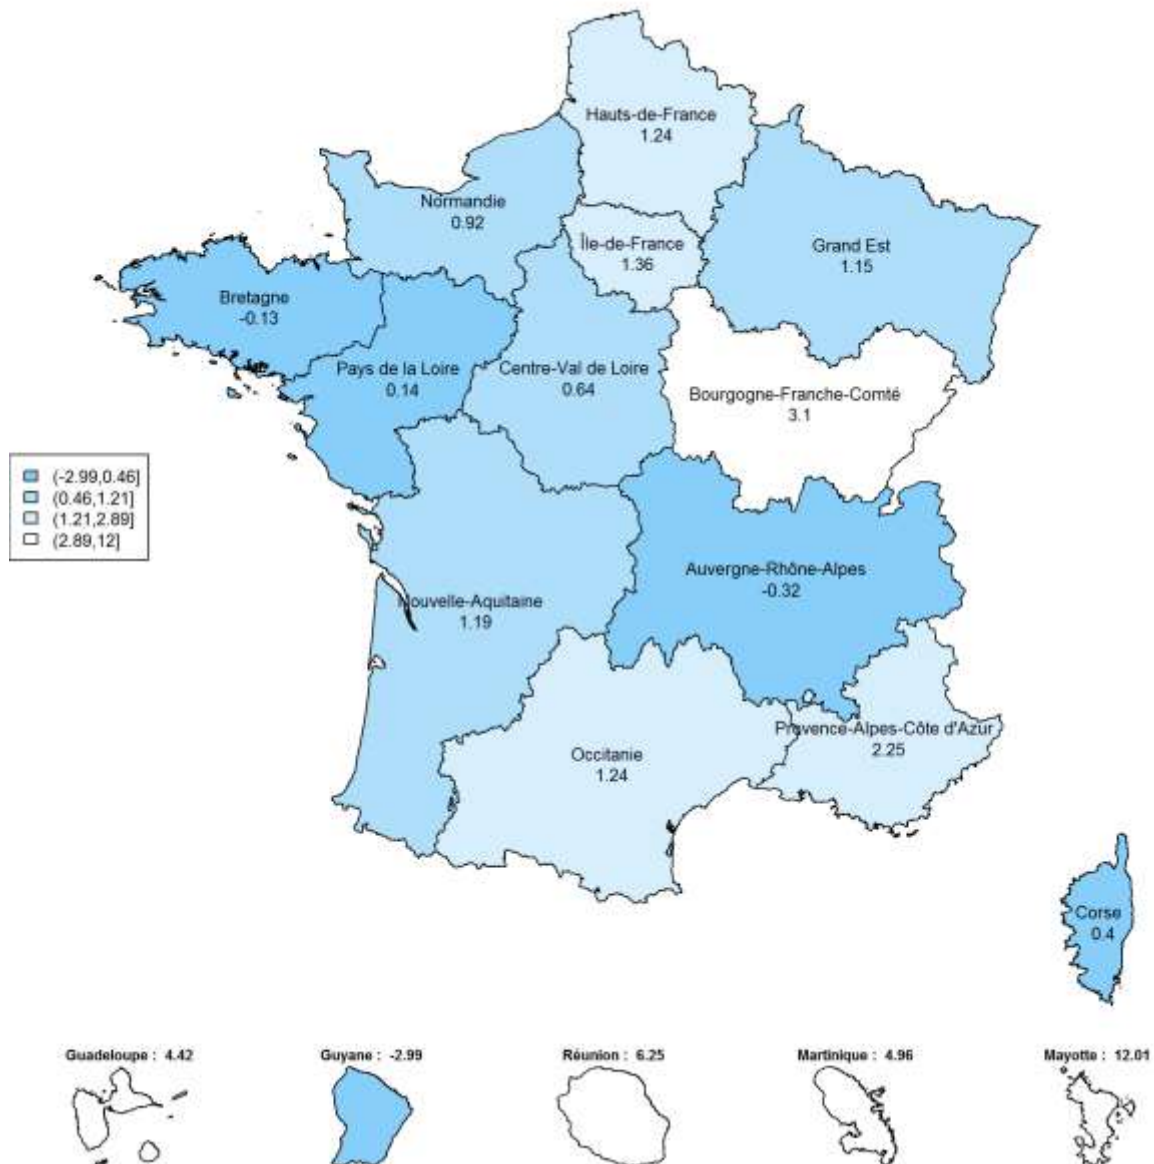 Hauts-de-France
1.24
Normandie
0.92
Île-de-France
1.36
Grand Est
1.15
Bretagne
-0.13
Pays de la Loire
0.14
Centre-Val de Loire
0.64
Bourgogne-Franche-Comté
3.1
(-2.99,0.46]
(0.46,1.21]
(1.21,2.89]
(2.89,12]
Auvergne-Rhône-Alpes
-0.32
Nouvelle-Aquitaine
1.19
Provence-Alpes-Côte d'Azur
2.25
Occitanie
1.24
Corse
0.4
Guadeloupe : 4.42
Guyane : -2.99
Réunion : 6.25
Martinique : 4.96
Mayotte : 12.01